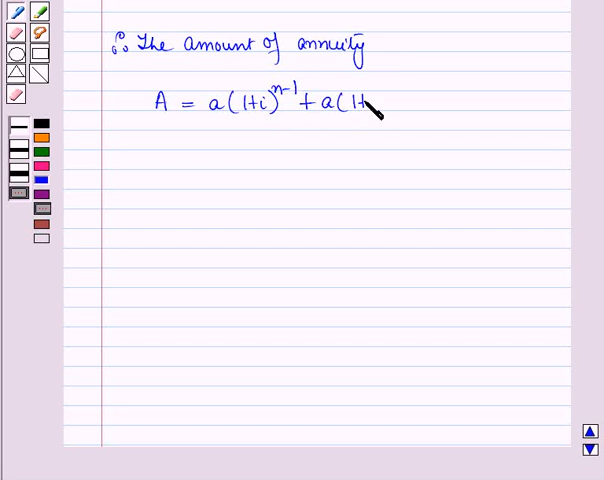 ∴ The amount of annuity
A = a(1+i)^{n-1} + a(1+